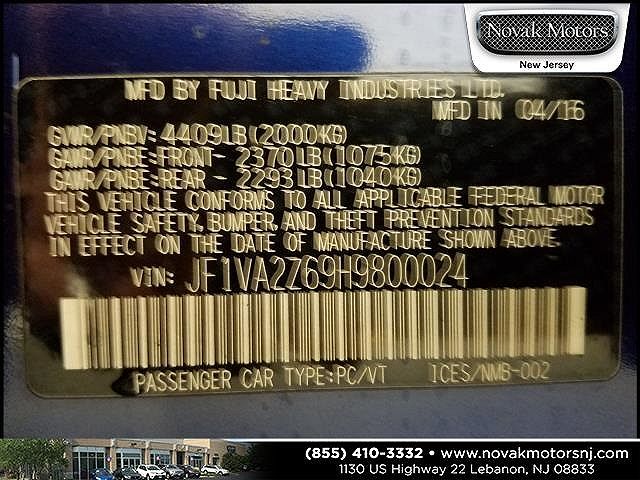 Novak Motors
New Jersey
MFD BY FUJI HEAVY INDUSTRIES LTD.
MFD IN 04/16
GVWR/PNBV: 4409LB(2000KG)
GAWR/PNBE:FRONT- 2370LB(1075KG)
GAWR/PNBE:REAR - 2293LB(1040KG)
THIS VEHICLE CONFORMS TO ALL APPLICABLE FEDERAL MOTOR
VEHICLE SAFETY, BUMPER, AND THEFT PREVENTION STANDARDS
IN EFFECT ON THE DATE OF MANUFACTURE SHOWN ABOVE.
VIN: JF1VA2Z69H9800024
PASSENGER CAR TYPE:PC/VT ICES/NMB-002
(855) 410-3332 • www.novakmotorsnj.com
1130 US Highway 22 Lebanon, NJ 08833